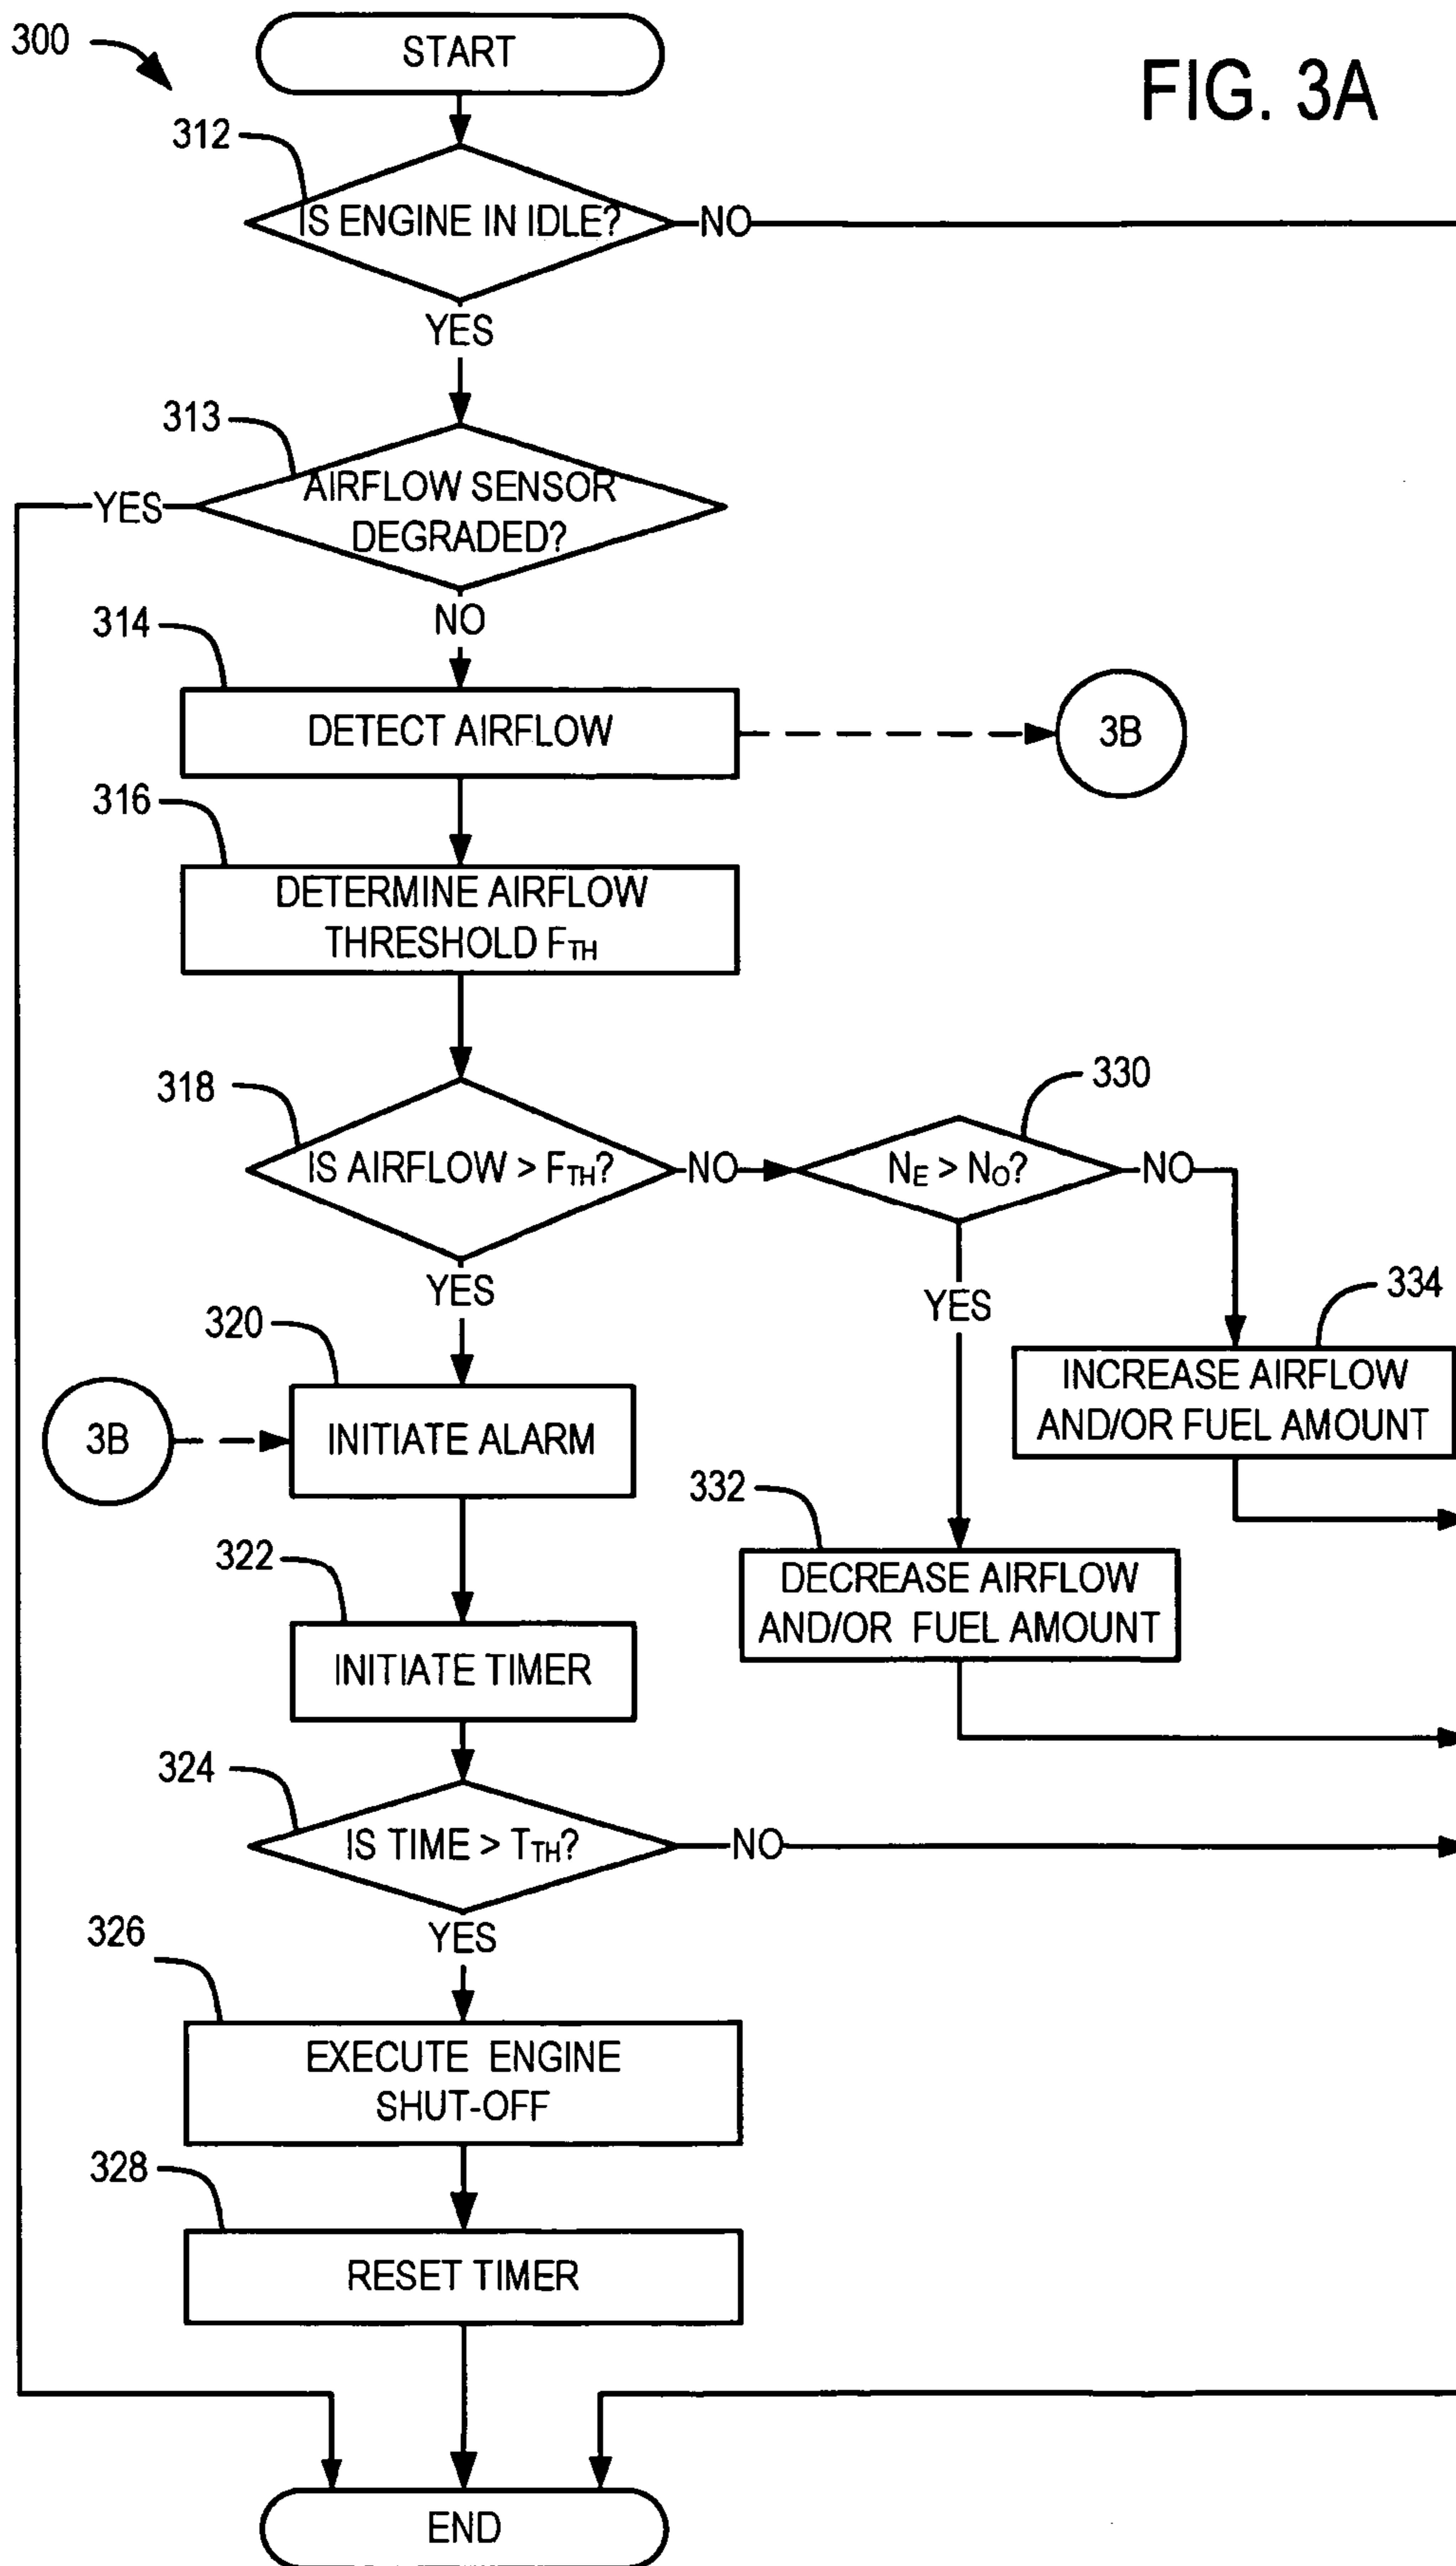 300
START
FIG. 3A
312
IS ENGINE IN IDLE?
NO
YES
313
AIRFLOW SENSOR
DEGRADED?
YES
NO
314
DETECT AIRFLOW
3B
316
DETERMINE AIRFLOW
THRESHOLD FTH
318
IS AIRFLOW > FTH?
NO
330
NE > NO?
NO
YES
YES
334
INCREASE AIRFLOW
AND/OR FUEL AMOUNT
320
3B
INITIATE ALARM
332
DECREASE AIRFLOW
AND/OR FUEL AMOUNT
322
INITIATE TIMER
324
IS TIME > TTH?
NO
YES
326
EXECUTE ENGINE
SHUT-OFF
328
RESET TIMER
END